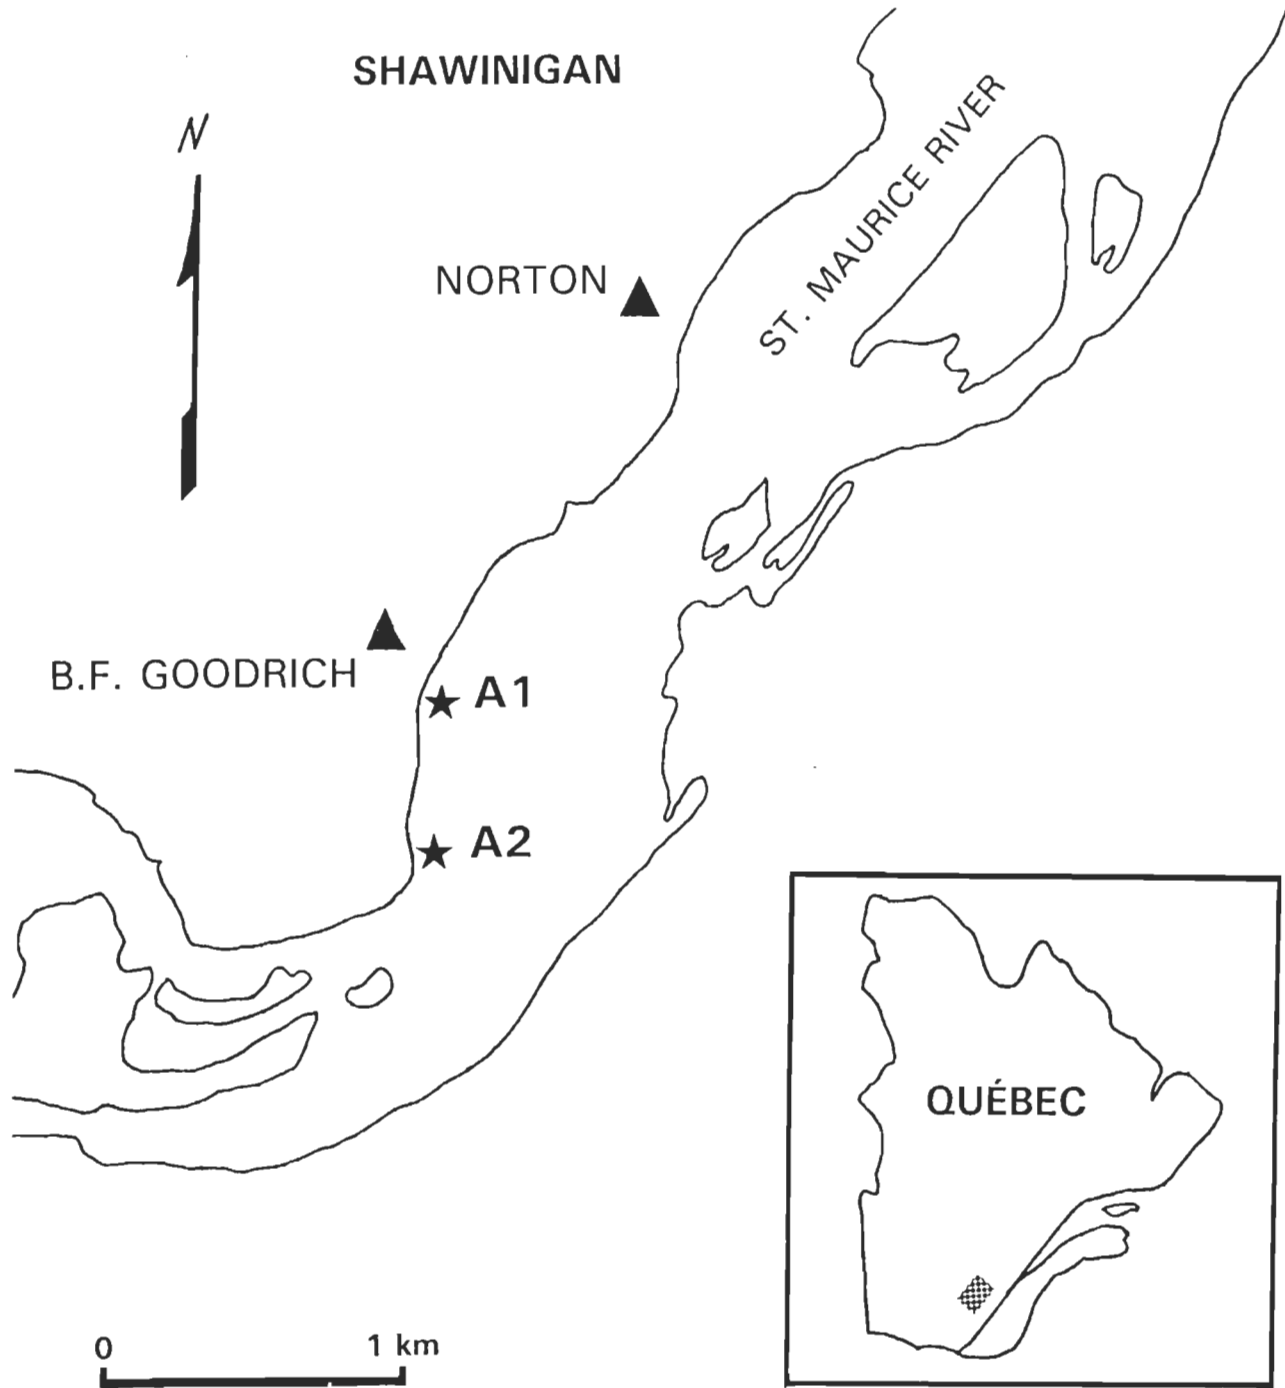 SHAWINIGAN
N
ST. MAURICE RIVER
NORTON
B.F. GOODRICH
A1
A2
QUÉBEC
0
1 km